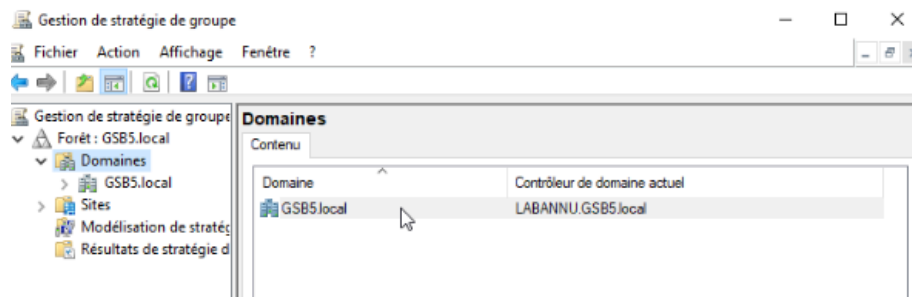 Gestion de stratégie de groupe
Fichier Action Affichage Fenêtre ?
Gestion de stratégie de groupe
Forêt : GSB5.local
Domaines
GSB5.local
Sites
Modélisation de stratég
Résultats de stratégie d
Domaines
Contenu
Domaine Contrôleur de domaine actuel
GSB5.local LABANNU.GSB5.local